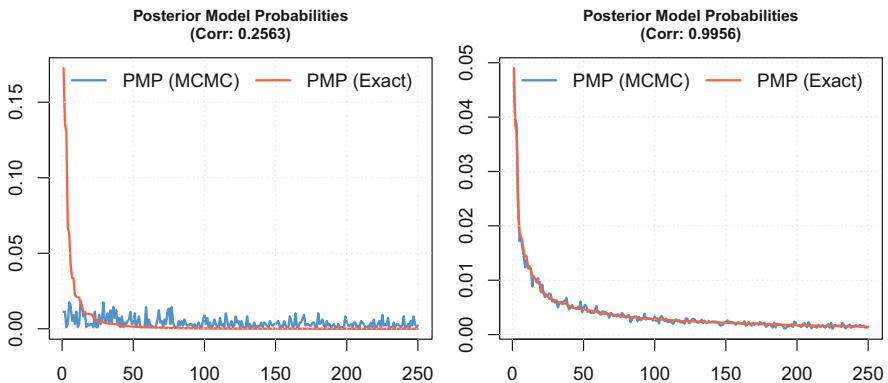 Posterior Model Probabilities
(Corr: 0.2563)
PMP (MCMC) PMP (Exact)
0.15
0.10
0.05
0.00
0 50 100 150 200 250
Posterior Model Probabilities
(Corr: 0.9956)
PMP (MCMC) PMP (Exact)
0.05
0.04
0.03
0.02
0.01
0.00
0 50 100 150 200 250